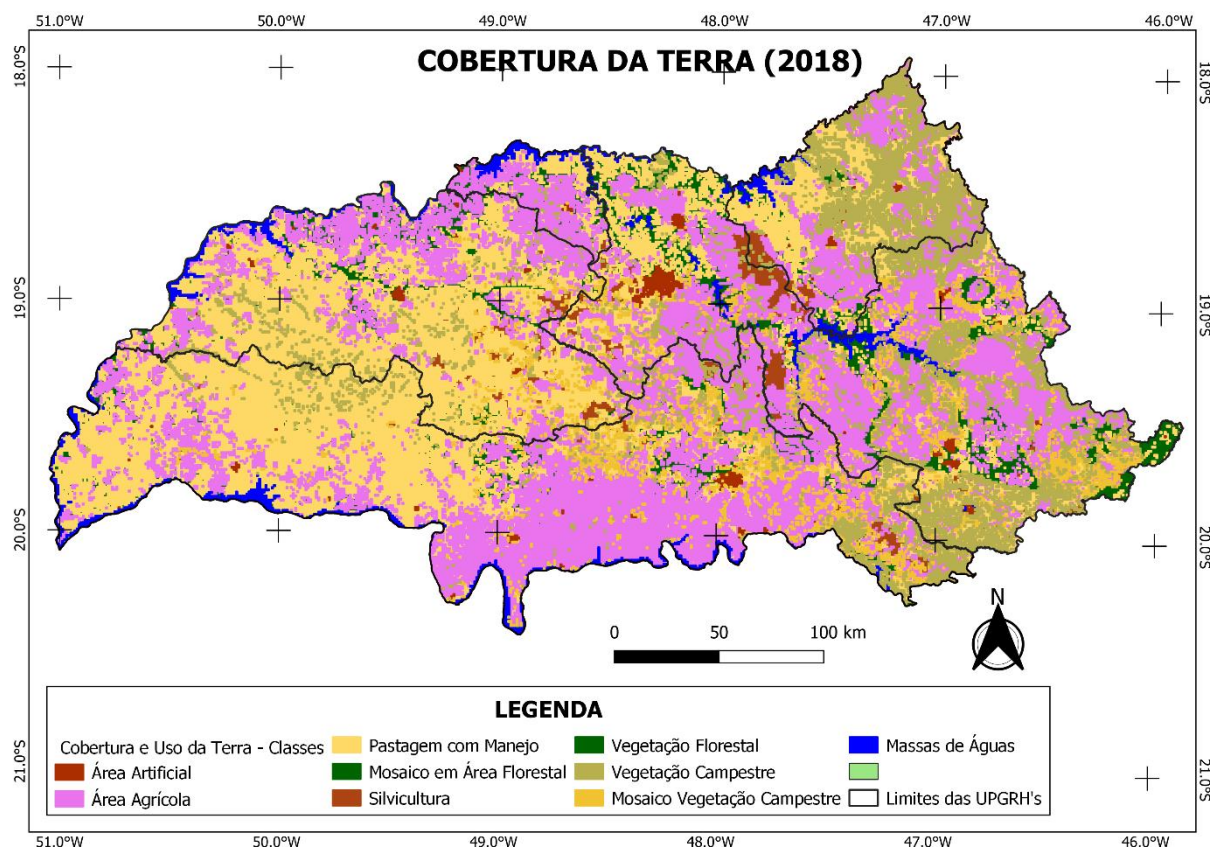 51.0°W 50.0°W 49.0°W 48.0°W 47.0°W 46.0°W
COBERTURA DA TERRA (2018)
18.0°S 18.0°S
19.0°S 19.0°S
20.0°S 20.0°S
N
0 50 100 km
LEGENDA
Cobertura e Uso da Terra - Classes Pastagem com Manejo Vegetação Florestal Massas de Águas
Área Artificial Mosaico em Área Florestal Vegetação Campestre
Área Agrícola Silvicultura Mosaico Vegetação Campestre Limites das UPGRH's
21.0°S 21.0°S
51.0°W 50.0°W 49.0°W 48.0°W 47.0°W 46.0°W